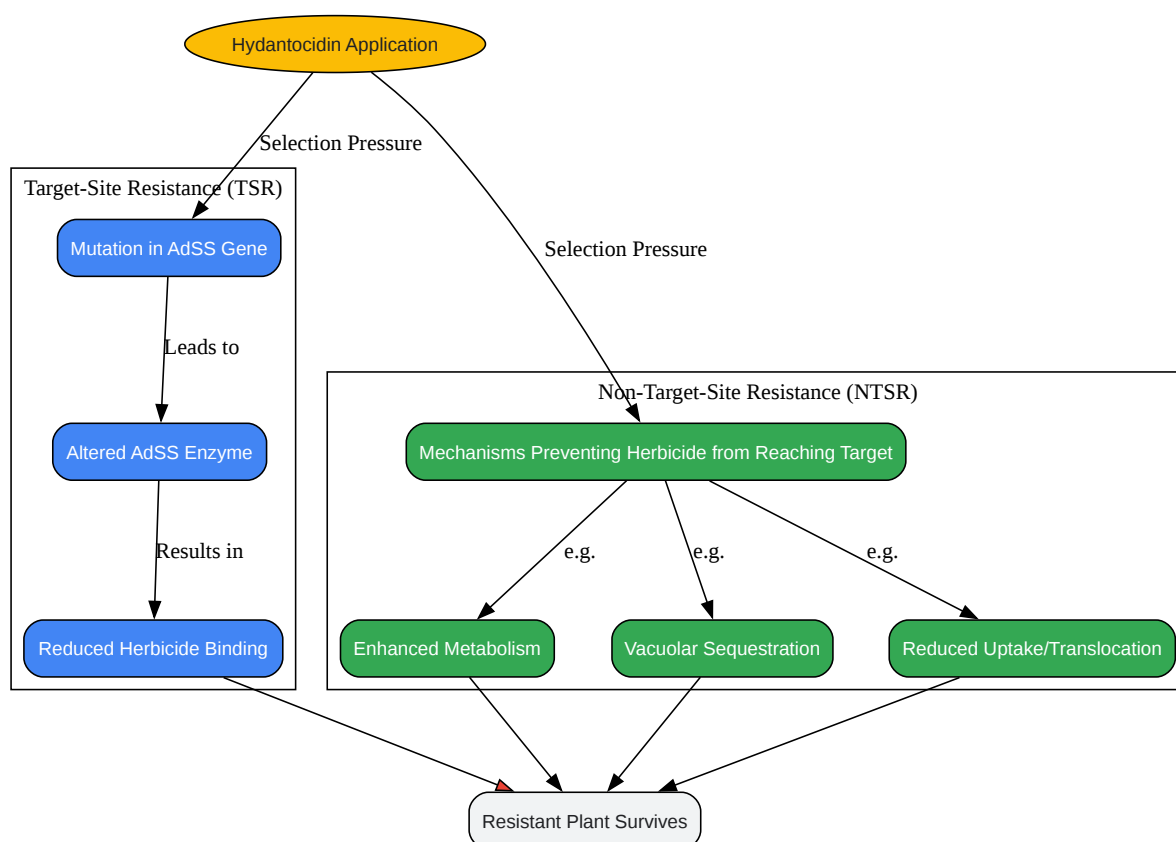 Hydantocidin Application
Selection Pressure
Target-Site Resistance (TSR)
Mutation in AdSS Gene
Selection Pressure
Leads to
Non-Target-Site Resistance (NTSR)
Altered AdSS Enzyme
Mechanisms Preventing Herbicide from Reaching Target
Results in
e.g.
e.g.
e.g.
Reduced Herbicide Binding
Enhanced Metabolism
Vacuolar Sequestration
Reduced Uptake/Translocation
Resistant Plant Survives